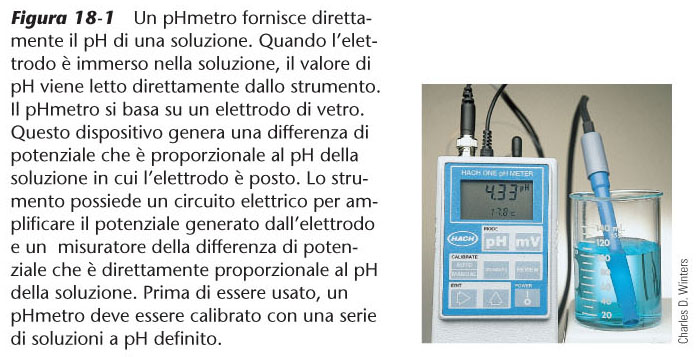 Figura 18-1 Un pHmetro fornisce diretta-
mente il pH di una soluzione. Quando l'elet-
trodo è immerso nella soluzione, il valore di
pH viene letto direttamente dallo strumento.
Il pHmetro si basa su un elettrodo di vetro.
Questo dispositivo genera una differenza di
potenziale che è proporzionale al pH della
soluzione in cui l'elettrodo è posto. Lo stru-
mento possiede un circuito elettrico per am-
plificare il potenziale generato dall'elettrodo
e un misuratore della differenza di poten-
ziale che è direttamente proporzionale al pH
della soluzione. Prima di essere usato, un
pHmetro deve essere calibrato con una serie
di soluzioni a pH definito.
HACH ONE pH METER
4.33 pH
17.8 c
MODE
HACH pH mV
CALIBRATE
EDIT POWER
140 mL
120
80
60
40
20
Charles D. Winters